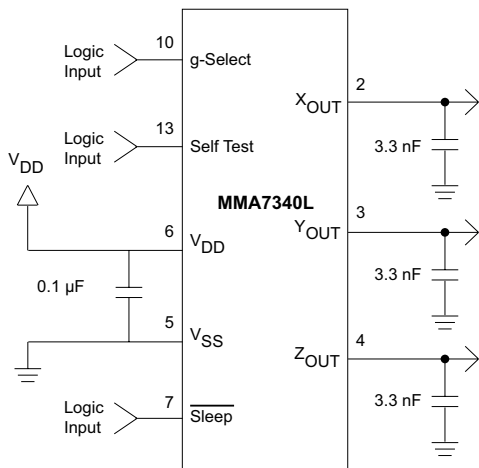 Logic
Input
10
g-Select
Logic
Input
13
Self Test
V_DD
MMA7340L
6
V_DD
0.1 µF
5
V_SS
Logic
Input
7
Sleep
2
X_OUT
3.3 nF
3
Y_OUT
3.3 nF
4
Z_OUT
3.3 nF